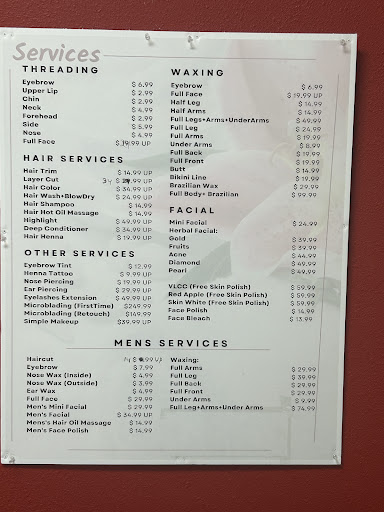 Services
THREADING
Eyebrow $ 6.99
Upper Lip $ 2.99
Chin $ 2.99
Neck $ 4.99
Forehead $ 2.99
Side $ 5.99
Nose $ 4.99
Full Face UP
HAIR SERVICES
Hair Trim $ 14.99 UP
Layer Cut UP
Hair Color $ 34.99 UP
Hair Wash+BlowDry $ 24.99 UP
Hair Shampoo $ 14.99
Hair Hot Oil Massage $ 14.99
Highlight $ 49.99 UP
Deep Conditioner $ 34.99 UP
Hair Henna $ 19.99 UP
OTHER SERVICES
Eyebrow Tint $ 12.99
Henna Tattoo $ 9.99 UP
Nose Piercing $ 19.99 UP
Ear Piercing $ 29.99 UP
Eyelashes Extension $ 49.99 UP
Microblading (FirstTime) $249.99
Microblading (Retouch) $149.99
Simple Makeup $39.99 UP
WAXING
Eyebrow $ 6.99
Full Face $ 19.99 UP
Half Leg $ 14.99
Half Arms $ 14.99
Full Legs+Arms+UnderArms $ 49.99
Full Leg $ 24.99
Full Arms $ 19.99
Under Arms $ 8.99
Full Back $ 19.99
Full Front $ 19.99
Butt $ 14.99
Bikini Line $ 19.99
Brazilian Wax $ 29.99
Full Body+ Brazilian $ 99.99
FACIAL
Mini Facial $ 24.99
Herbal Facial:
Gold $ 39.99
Fruits $ 39.99
Acne $ 44.99
Diamond $ 49.99
Pearl $ 49.99
VLCC (Free Skin Polish) $ 59.99
Red Apple (Free Skin Polish) $ 59.99
Skin White (Free Skin Polish) $ 59.99
Face Polish $ 14.99
Face Bleach $ 13.99
MENS SERVICES
Haircut UP
Eyebrow $ 7.99
Nose Wax (Inside) $ 4.99
Nose Wax (Outside) $ 3.99
Ear Wax $ 4.99
Full Face $ 29.99
Men's Mini Facial $ 29.99
Men's Facial $ 34.99 UP
Mens's Hair Oil Massage $ 14.99
Men's Face Polish $ 14.99
Waxing:
Full Arms $ 29.99
Full Leg $ 39.99
Full Back $ 29.99
Full Front $ 29.99
Under Arms $ 9.99
Full Leg+Arms+Under Arms $ 74.99